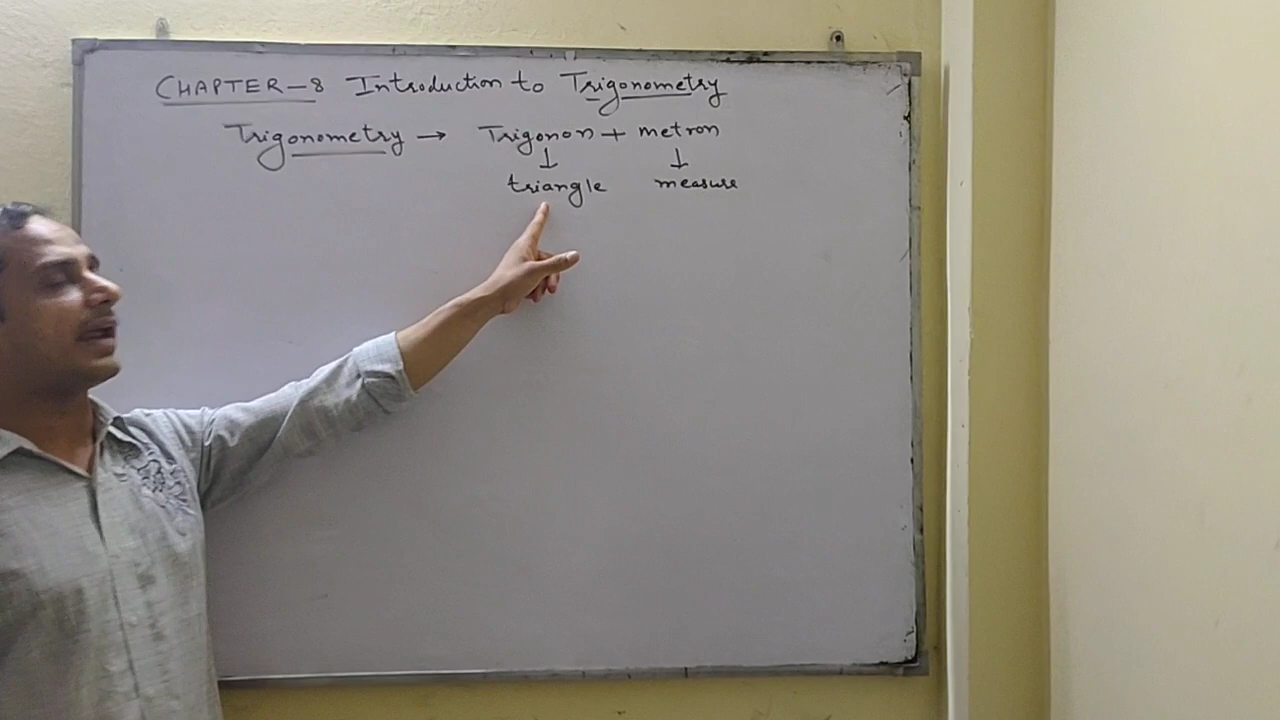 CHAPTER-8 Introduction to Trigonometry
Trigonometry → Trigonon + metron
↓ ↓
triangle measure